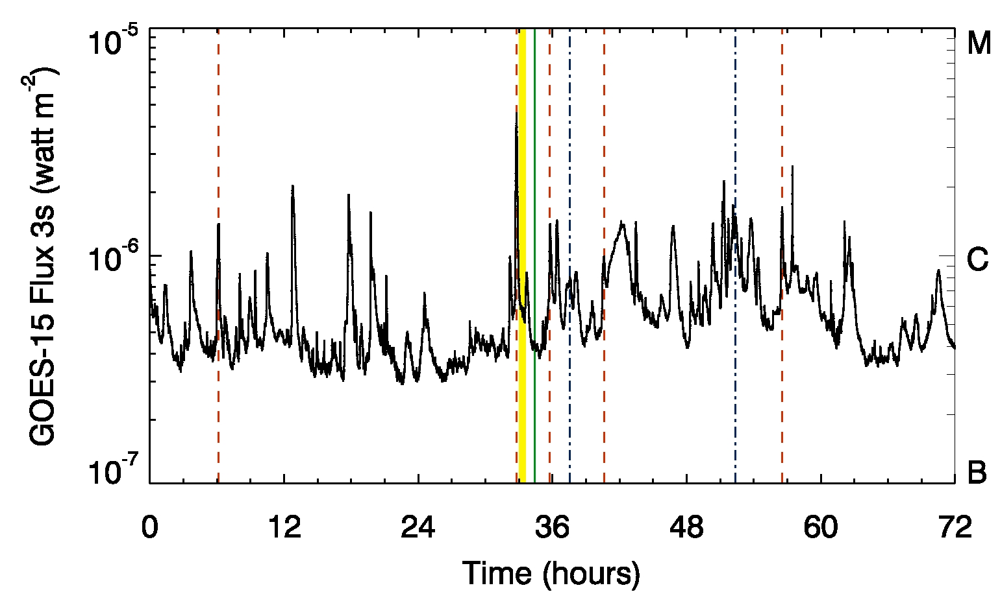 10-5
M
10-6
C
10-7
B
GOES-15 Flux 3s (watt m-2)
0 12 24 36 48 60 72
Time (hours)